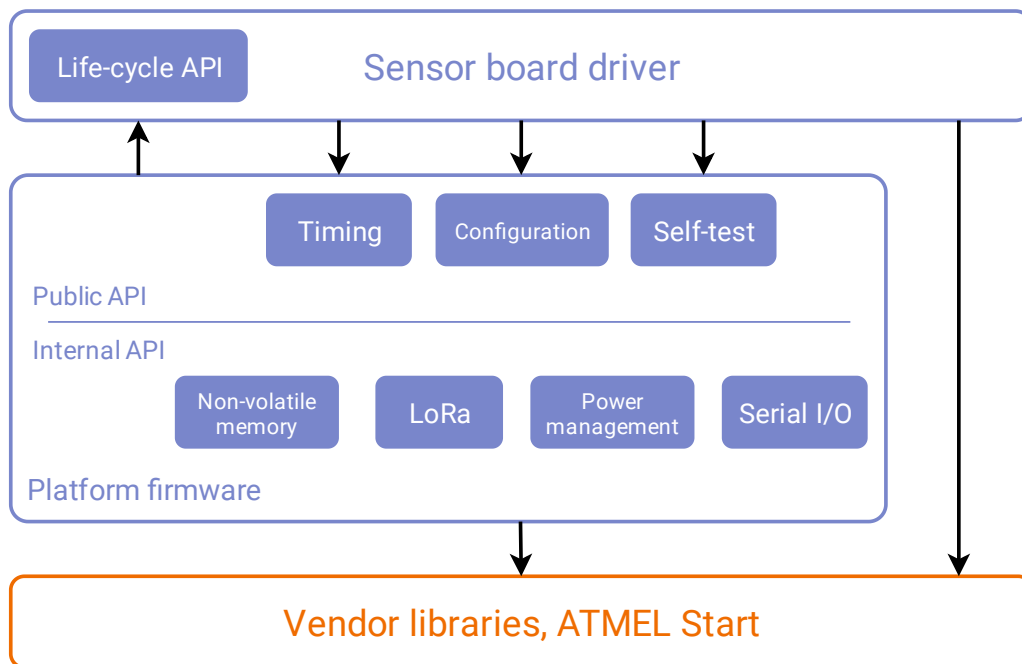 Life-cycle API
Sensor board driver
Timing
Configuration
Self-test
Public API
Internal API
Non-volatile
memory
LoRa
Power
management
Serial I/O
Platform firmware
Vendor libraries, ATMEL Start